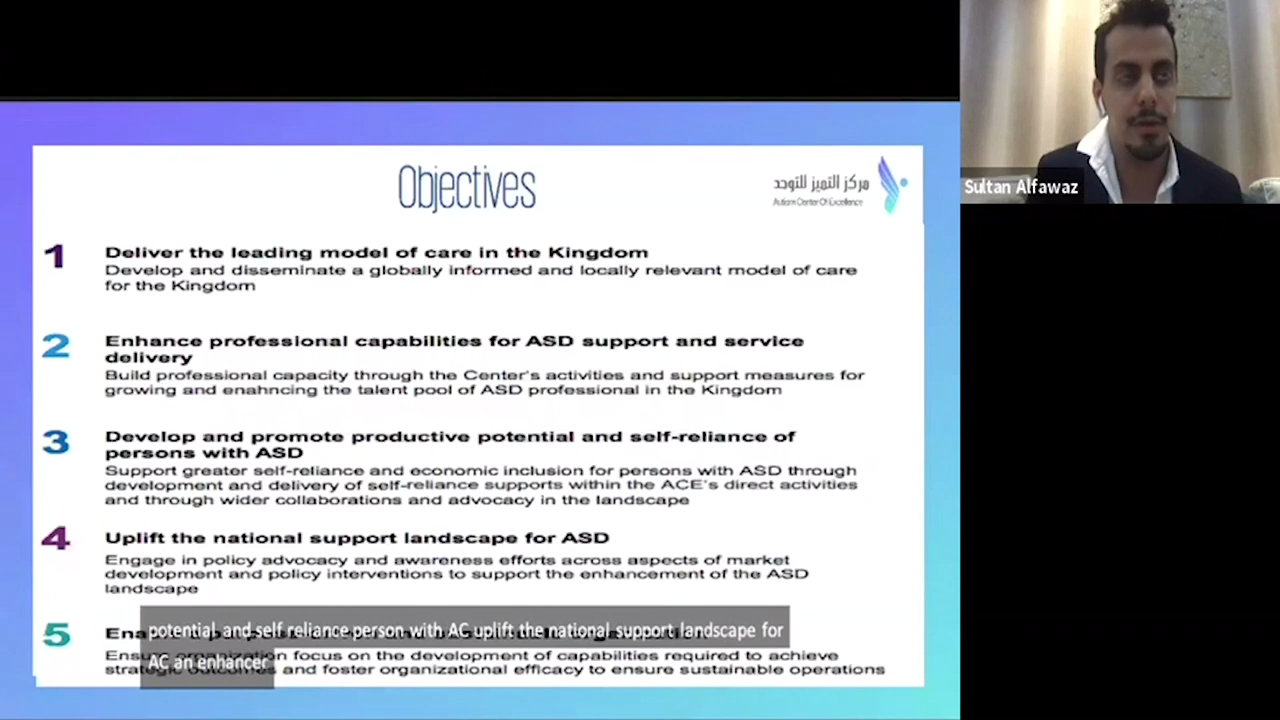 Objectives
مركز التميز للتوحد
Autism Center Of Excellence
Sultan Alfawaz
1
Deliver the leading model of care in the Kingdom
Develop and disseminate a globally informed and locally relevant model of care
for the Kingdom
2
Enhance professional capabilities for ASD support and service
delivery
Build professional capacity through the Center's activities and support measures for
growing and enahncing the talent pool of ASD professional in the Kingdom
3
Develop and promote productive potential and self-reliance of
persons with ASD
Support greater self-reliance and economic inclusion for persons with ASD through
development and delivery of self-reliance supports within the ACE's direct activities
and through wider collaborations and advocacy in the landscape
4
Uplift the national support landscape for ASD
Engage in policy advocacy and awareness efforts across aspects of market
development and policy interventions to support the enhancement of the ASD
landscape
5
potential and self reliance person with AC uplift the national support landscape for
AC an enhancer
Ensure organization focus on the development of capabilities required to achieve
strategic outcomes and foster organizational efficacy to ensure sustainable operations